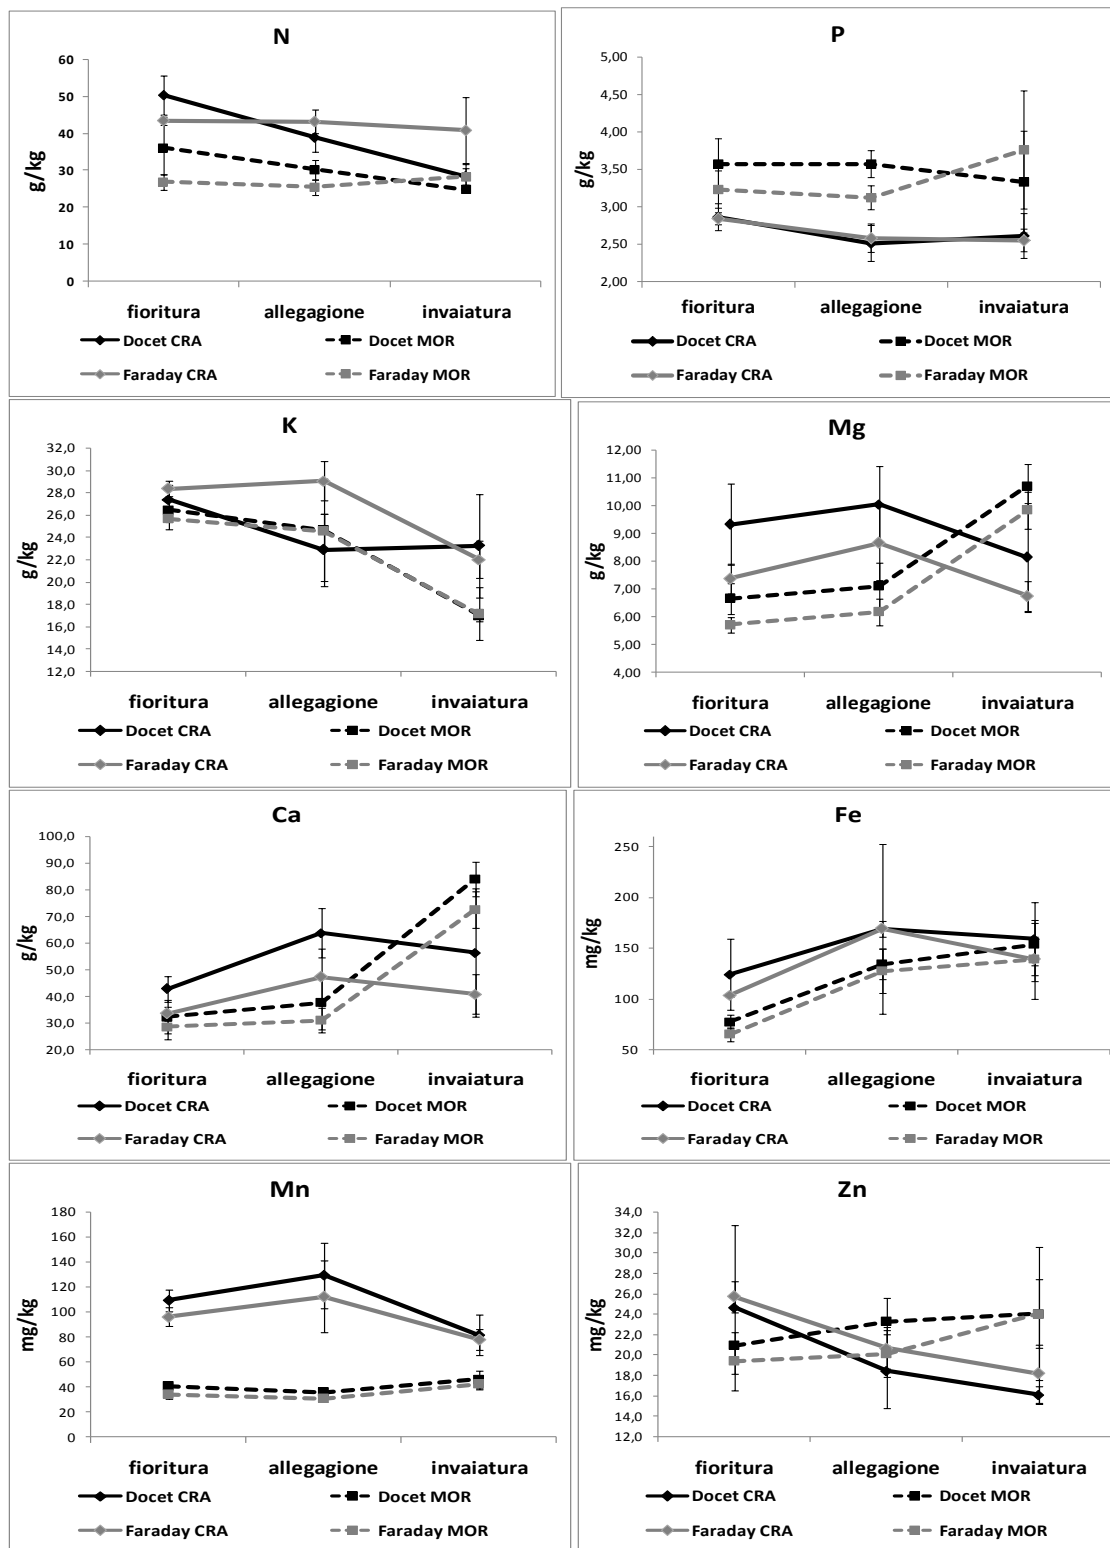 N
60
50
40
30
20
10
0
g/kg
fioritura allegagione invaiatura
Docet CRA Docet MOR
Faraday CRA Faraday MOR
P
5,00
4,50
4,00
3,50
3,00
2,50
2,00
g/kg
fioritura allegagione invaiatura
Docet CRA Docet MOR
Faraday CRA Faraday MOR
K
32,0
30,0
28,0
26,0
24,0
22,0
20,0
18,0
16,0
14,0
12,0
g/kg
fioritura allegagione invaiatura
Docet CRA Docet MOR
Faraday CRA Faraday MOR
Mg
12,00
11,00
10,00
9,00
8,00
7,00
6,00
5,00
4,00
g/kg
fioritura allegagione invaiatura
Docet CRA Docet MOR
Faraday CRA Faraday MOR
Ca
100,0
90,0
80,0
70,0
60,0
50,0
40,0
30,0
20,0
g/kg
fioritura allegagione invaiatura
Docet CRA Docet MOR
Faraday CRA Faraday MOR
Fe
250
200
150
100
50
mg/kg
fioritura allegagione invaiatura
Docet CRA Docet MOR
Faraday CRA Faraday MOR
Mn
180
160
140
120
100
80
60
40
20
0
mg/kg
fioritura allegagione invaiatura
Docet CRA Docet MOR
Faraday CRA Faraday MOR
Zn
34,0
32,0
30,0
28,0
26,0
24,0
22,0
20,0
18,0
16,0
14,0
12,0
mg/kg
fioritura allegagione invaiatura
Docet CRA Docet MOR
Faraday CRA Faraday MOR